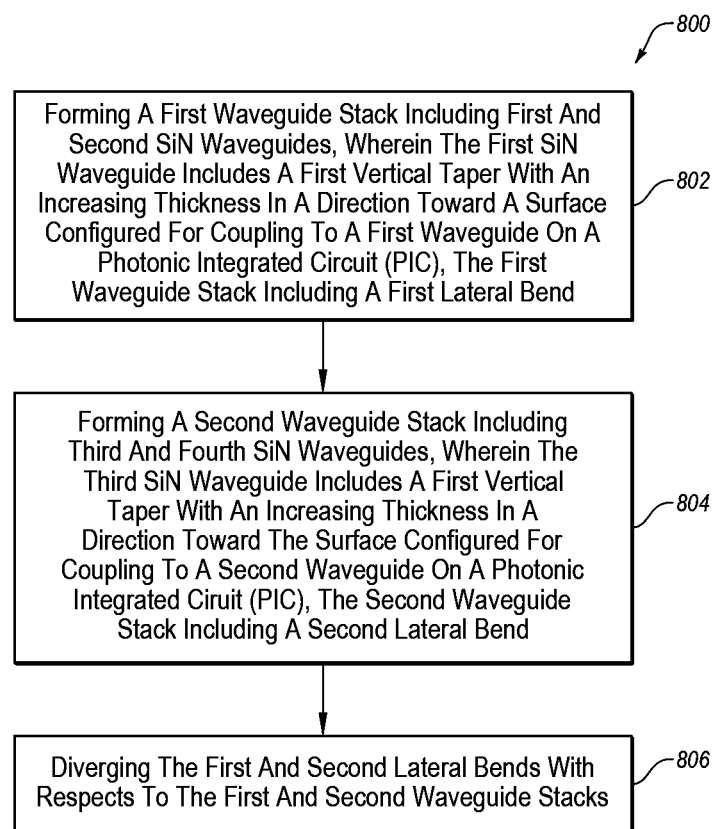 800
Forming A First Waveguide Stack Including First And
Second SiN Waveguides, Wherein The First SiN
Waveguide Includes A First Vertical Taper With An
Increasing Thickness In A Direction Toward A Surface
Configured For Coupling To A First Waveguide On A
Photonic Integrated Circuit (PIC), The First
Waveguide Stack Including A First Lateral Bend
802
Forming A Second Waveguide Stack Including
Third And Fourth SiN Waveguides, Wherein The
Third SiN Waveguide Includes A First Vertical
Taper With An Increasing Thickness In A
Direction Toward The Surface Configured For
Coupling To A Second Waveguide On A Photonic
Integrated Ciruit (PIC), The Second Waveguide
Stack Including A Second Lateral Bend
804
Diverging The First And Second Lateral Bends With
Respects To The First And Second Waveguide Stacks
806